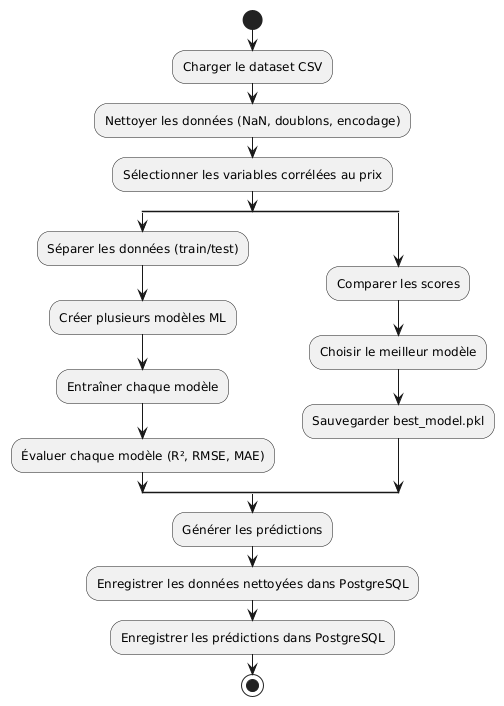 Charger le dataset CSV
Nettoyer les données (NaN, doublons, encodage)
Sélectionner les variables corrélées au prix
Séparer les données (train/test)
Créer plusieurs modèles ML
Entraîner chaque modèle
Évaluer chaque modèle (R², RMSE, MAE)
Comparer les scores
Choisir le meilleur modèle
Sauvegarder best_model.pkl
Générer les prédictions
Enregistrer les données nettoyées dans PostgreSQL
Enregistrer les prédictions dans PostgreSQL